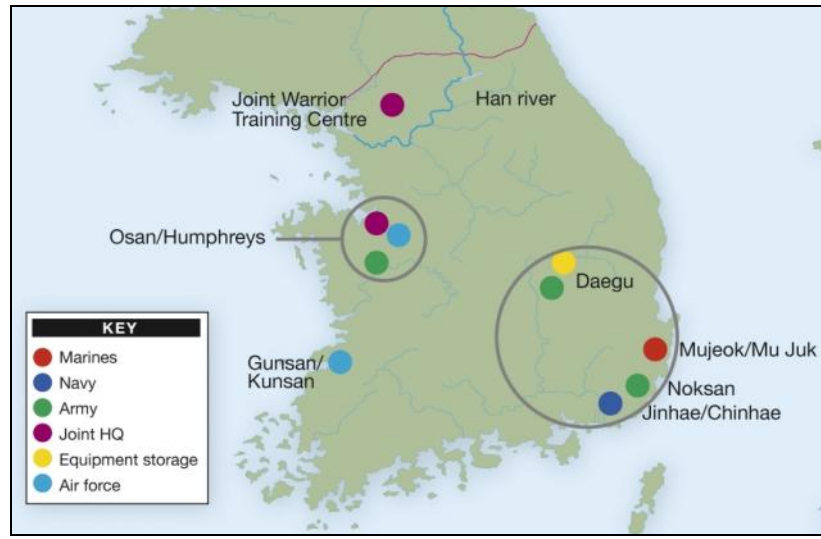 Joint Warrior
Training Centre
Han river
Osan/Humphreys
Daegu
Gunsan/
Kunsan
Mujeok/Mu Juk
Noksan
Jinhae/Chinhae
KEY
Marines
Navy
Army
Joint HQ
Equipment storage
Air force